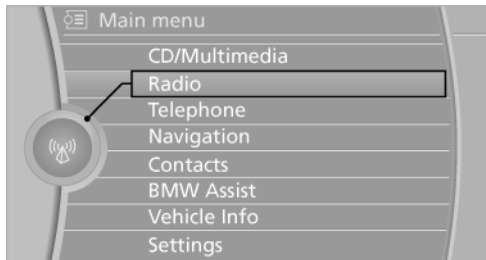 Main menu
CD/Multimedia
Radio
Telephone
Navigation
Contacts
BMW Assist
Vehicle Info
Settings